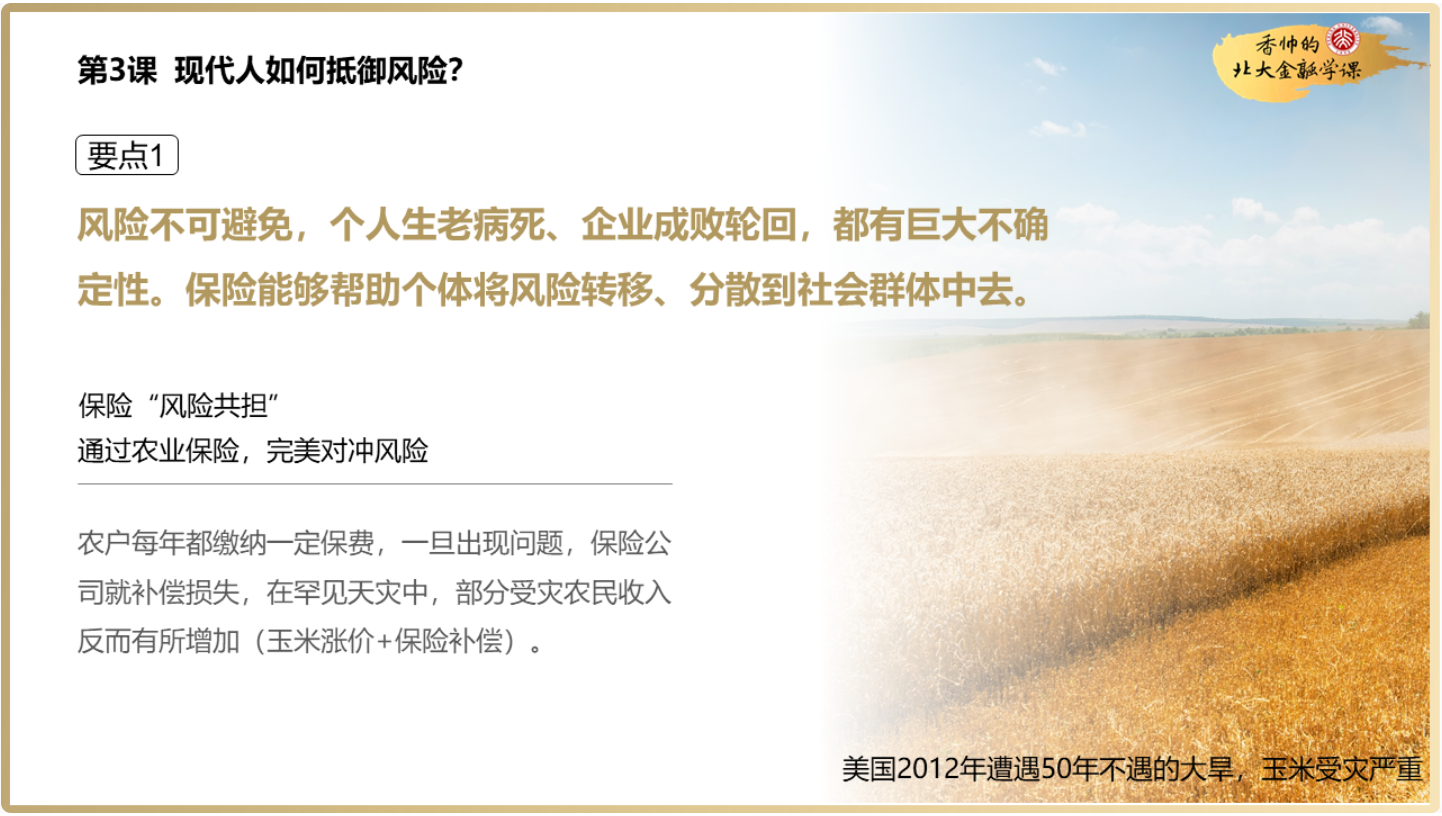 第3课 现代人如何抵御风险？
香帅的
北大金融学课
要点1
风险不可避免，个人生老病死、企业成败轮回，都有巨大不确
定性。保险能够帮助个体将风险转移、分散到社会群体中去。
保险“风险共担”
通过农业保险，完美对冲风险
农户每年都缴纳一定保费，一旦出现问题，保险公
司就补偿损失，在罕见天灾中，部分受灾农民收入
反而有所增加（玉米涨价+保险补偿）。
美国2012年遭遇50年不遇的大旱，玉米受灾严重